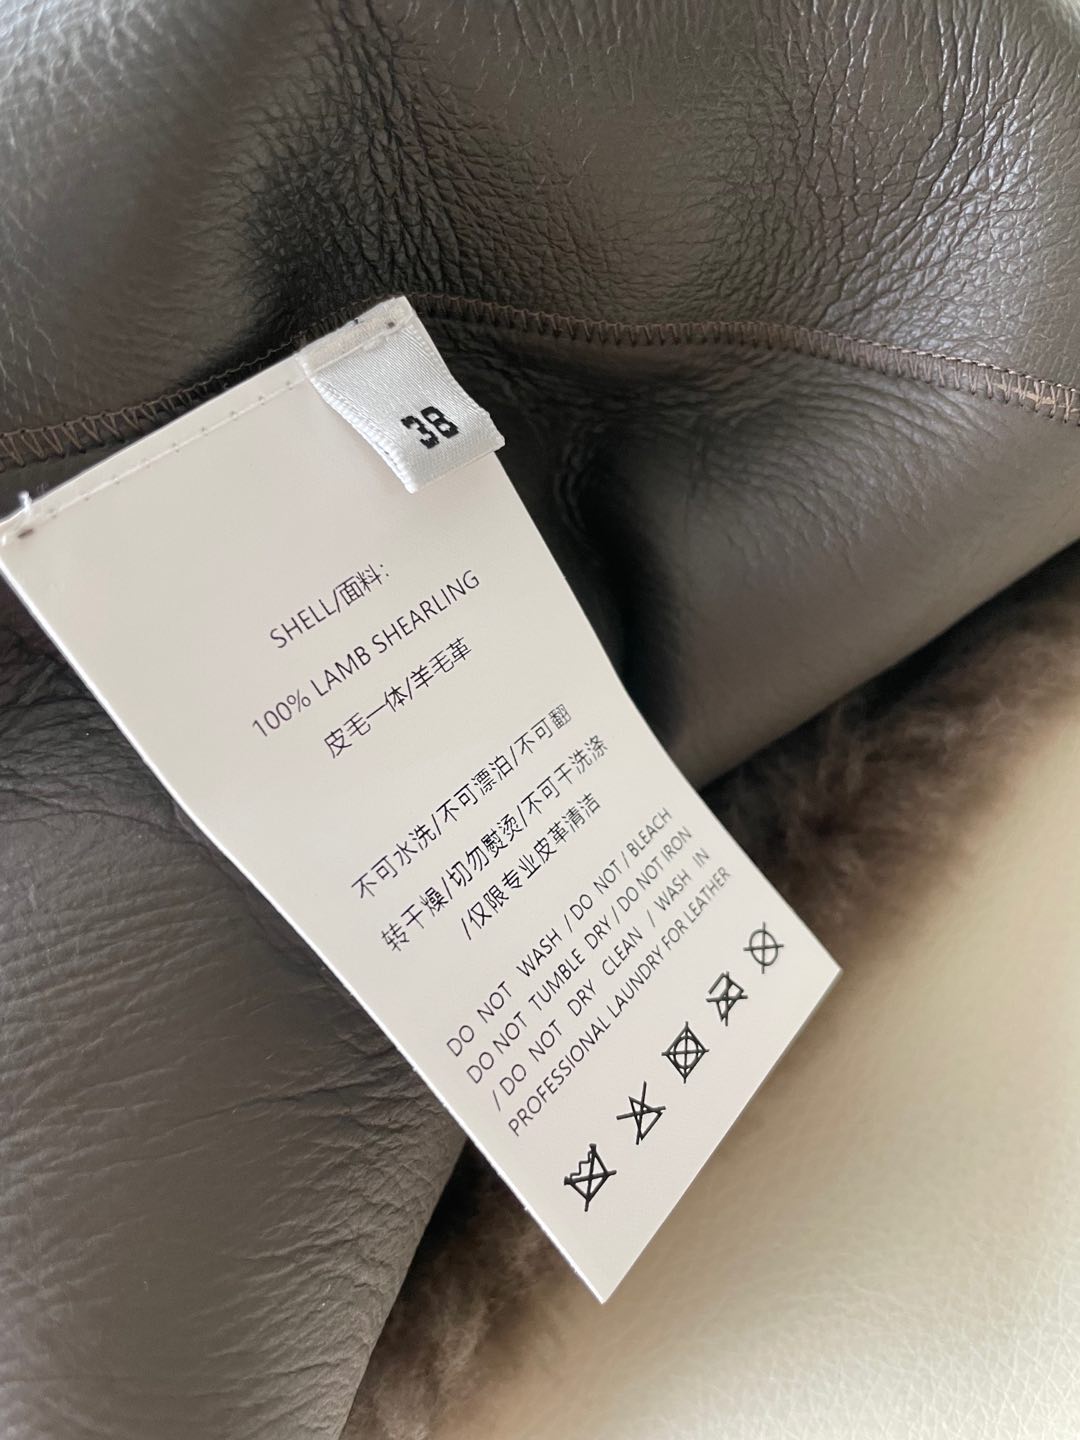 38
SHELL/面料:
100% LAMB SHEARLING
皮毛一体/羊毛革
不可水洗/不可漂泊/不可翻
转干燥/切勿熨烫/不可干洗涤
/仅限专业皮革清洁
DO NOT WASH / DO NOT / BLEACH
DO NOT TUMBLE DRY / DO NOT IRON
/ DO NOT DRY CLEAN / WASH IN
PROFESSIONAL LAUNDRY FOR LEATHER